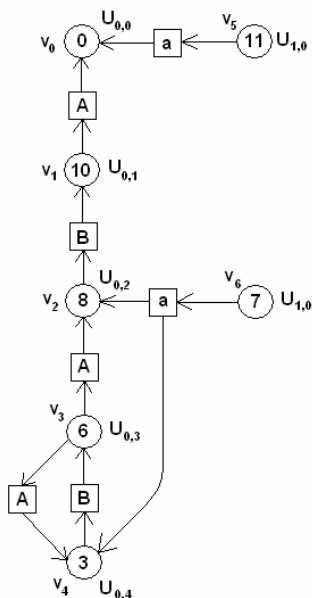 U0,0
v0 0 a v5 11 U1,0
A
v1 10 U0,1
B
U0,2
v2 8 a v6 7 U1,0
A
v3 6 U0,3
A B
v4 3 U0,4